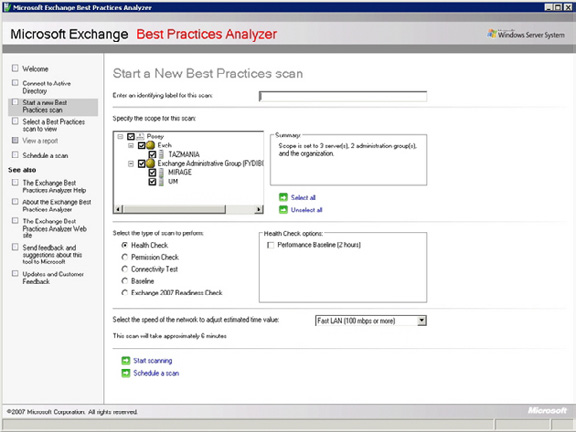 Microsoft Exchange Best Practices Analyzer
Microsoft Exchange Best Practices Analyzer
Windows Server System
Welcome
Connect to Active
Directory
Start a new Best
Practices scan
Select a Best Practices
scan to view
View a report
Schedule a scan
See also
The Exchange Best
Practices Analyzer Help
About the Exchange Best
Practices Analyzer
The Exchange Best
Practices Analyzer Web
site
Send feedback and
suggestions about this
tool to Microsoft
Updates and Customer
Feedback
Start a New Best Practices scan
Enter an identifying label for this scan:
Specify the scope for this scan:
Posey
Exch
TAZMANIA
Exchange Administrative Group (FYDIB
MIRAGE
UM
Summary:
Scope is set to 3 server(s), 2 administration group(s),
and the organization.
Select all
Unselect all
Select the type of scan to perform:
Health Check
Permission Check
Connectivity Test
Baseline
Exchange 2007 Readiness Check
Health Check options:
Performance Baseline (2 hours)
Select the speed of the network to adjust estimated time value:
Fast LAN (100 mbps or more)
This scan will take approximately 6 minutes
Start scanning
Schedule a scan
©2007 Microsoft Corporation. All rights reserved.
Microsoft